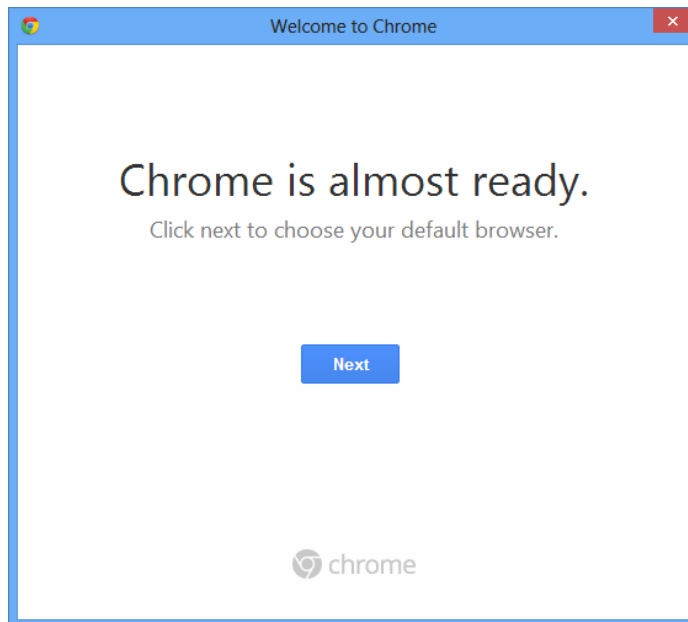 Welcome to Chrome
Chrome is almost ready.
Click next to choose your default browser.
Next
chrome